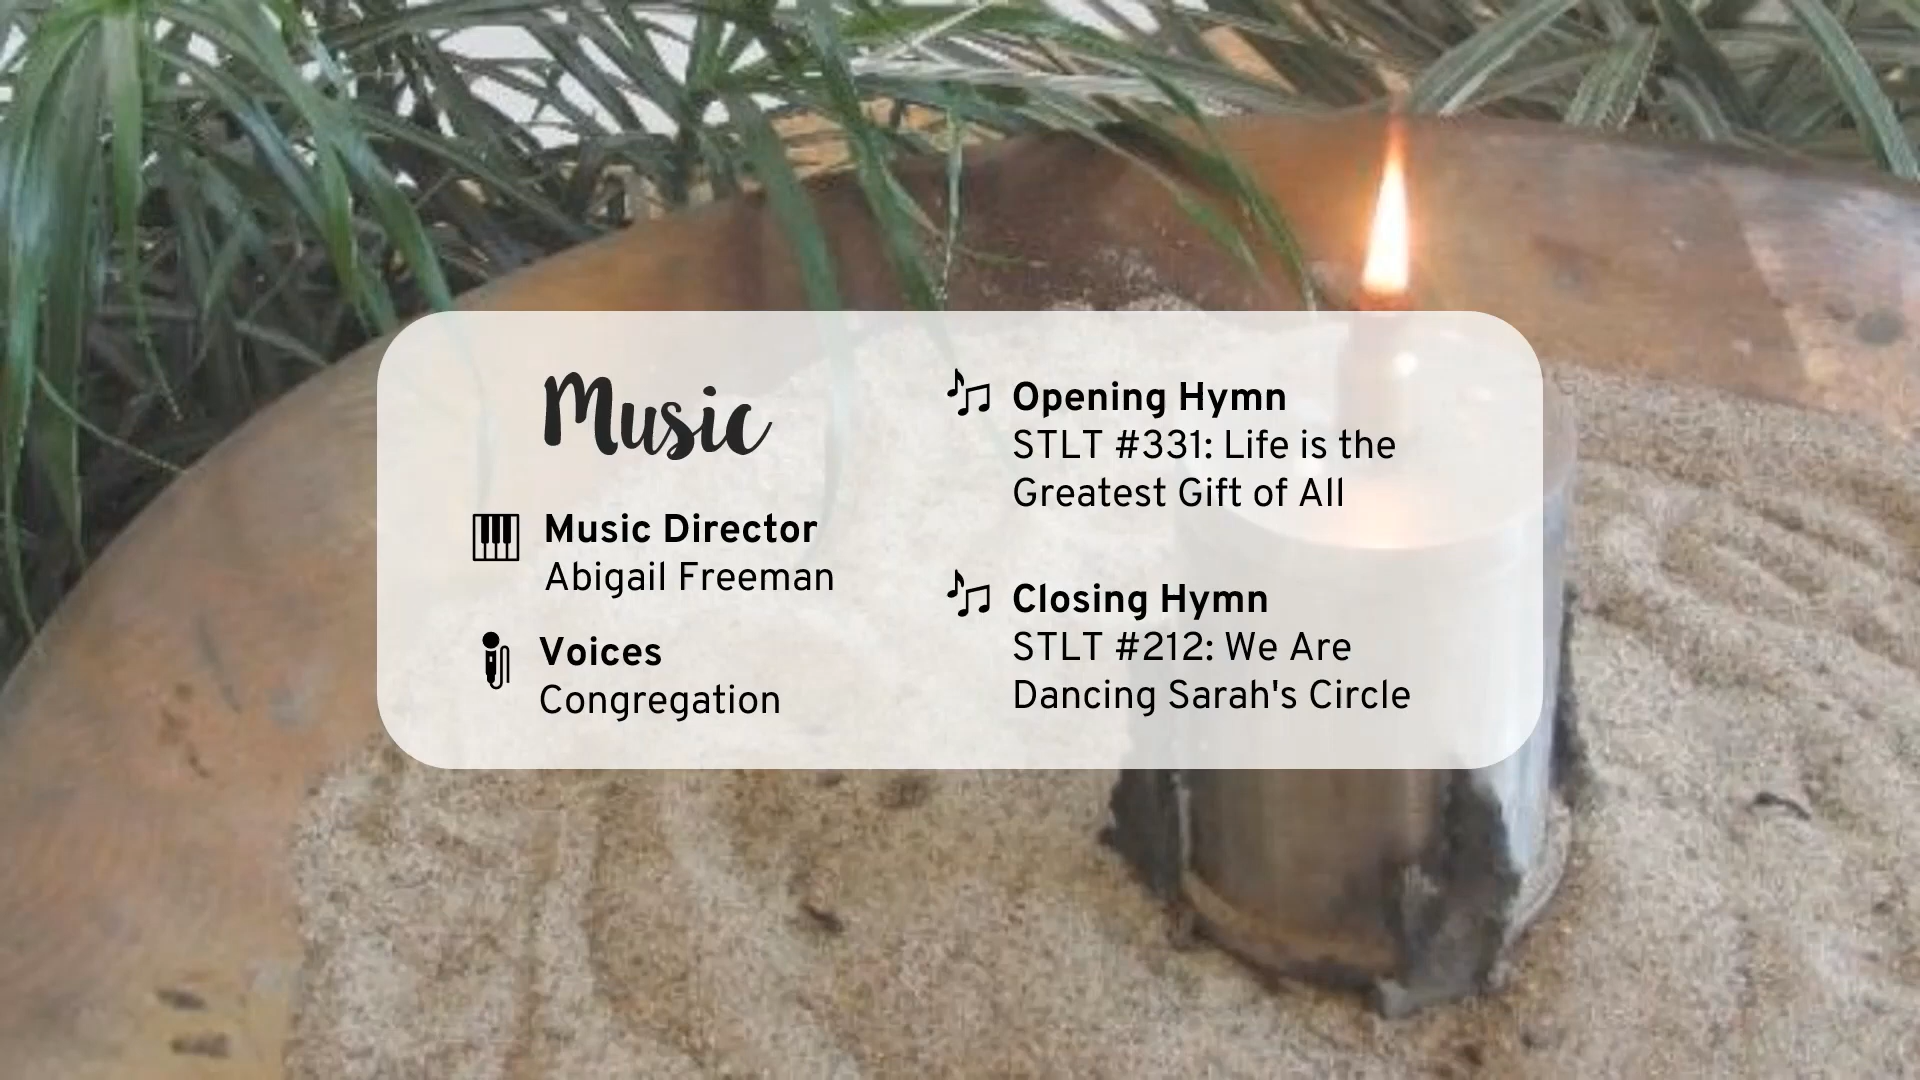 Music
Music Director
Abigail Freeman
Voices
Congregation
Opening Hymn
STLT #331: Life is the
Greatest Gift of All
Closing Hymn
STLT #212: We Are
Dancing Sarah's Circle